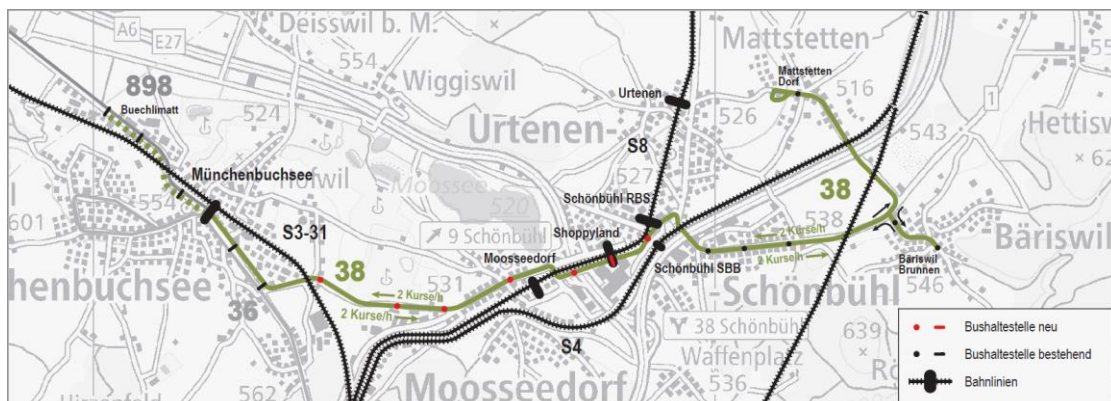 Deisswil b. M.
Mattstetten
A6
E27
554
Wiggiswil
Mattstetten
Dorf
516
1
898
Buechlimatt
524
Urtenen
Urtenen-
526
543
Hettisw
S8
Münchenbuchsee
Hofwil
554
Moossee
520
527
Schönbühl RBS
38
601
S3-31
9 Schönbühl
Shoppyland
538
2 Kurse/h
2 Kurse/h
Bäriswil
Bäriswil
Brunnen
546
Moosseedorf
Schönbühl SBB
henbuchsee
38
531
2 Kurse/h
2 Kurse/h
-Schönbühl
36
S4
38 Schönbühl
639
Waffenplatz
536
562
Moosseedorf
Bushaltestelle neu
Bushaltestelle bestehend
Bahnlinien